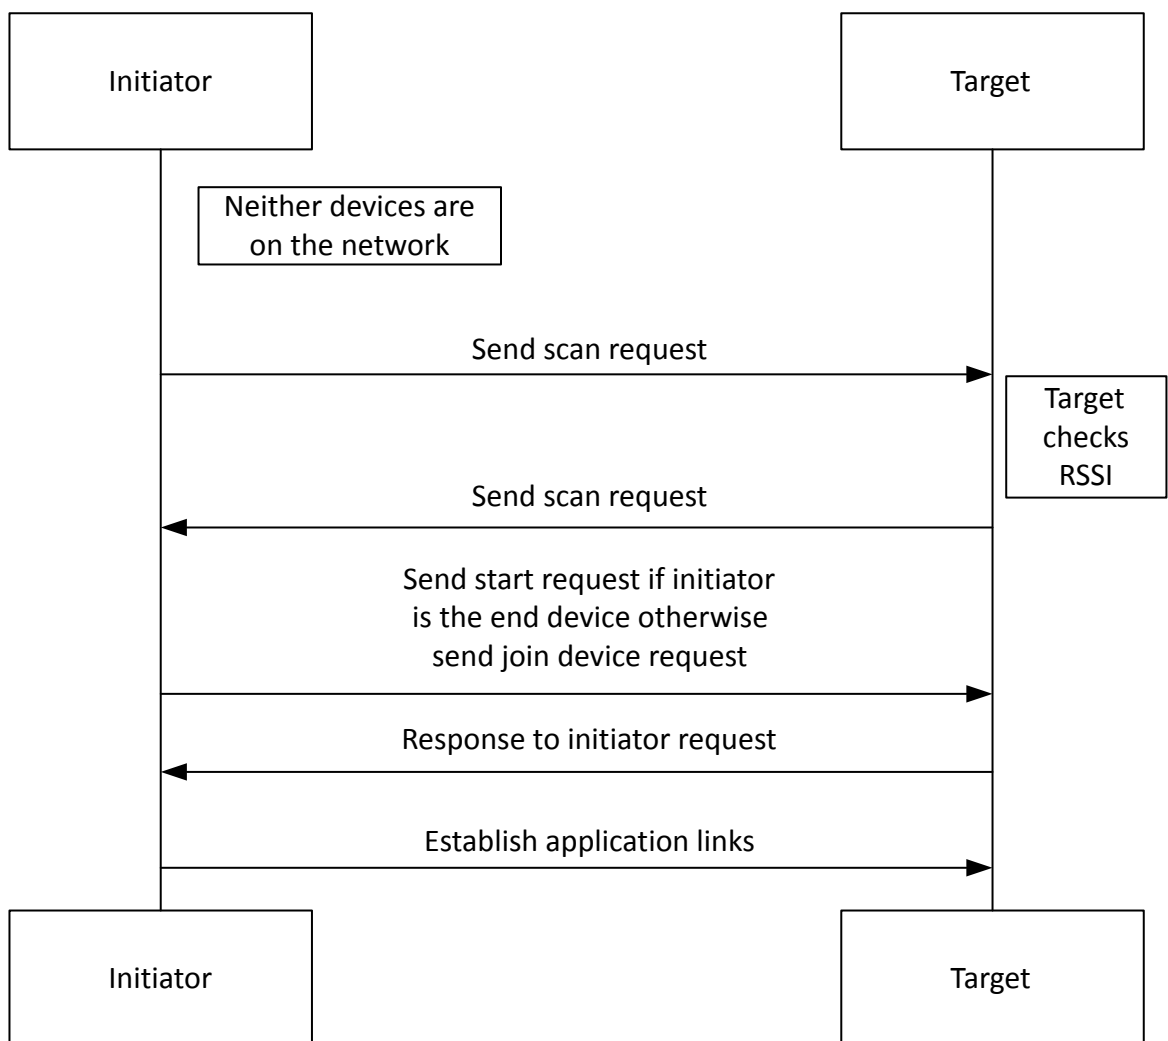 Initiator
Target
Neither devices are
on the network
Send scan request
Target
checks
RSSI
Send scan request
Send start request if initiator
is the end device otherwise
send join device request
Response to initiator request
Establish application links
Initiator
Target